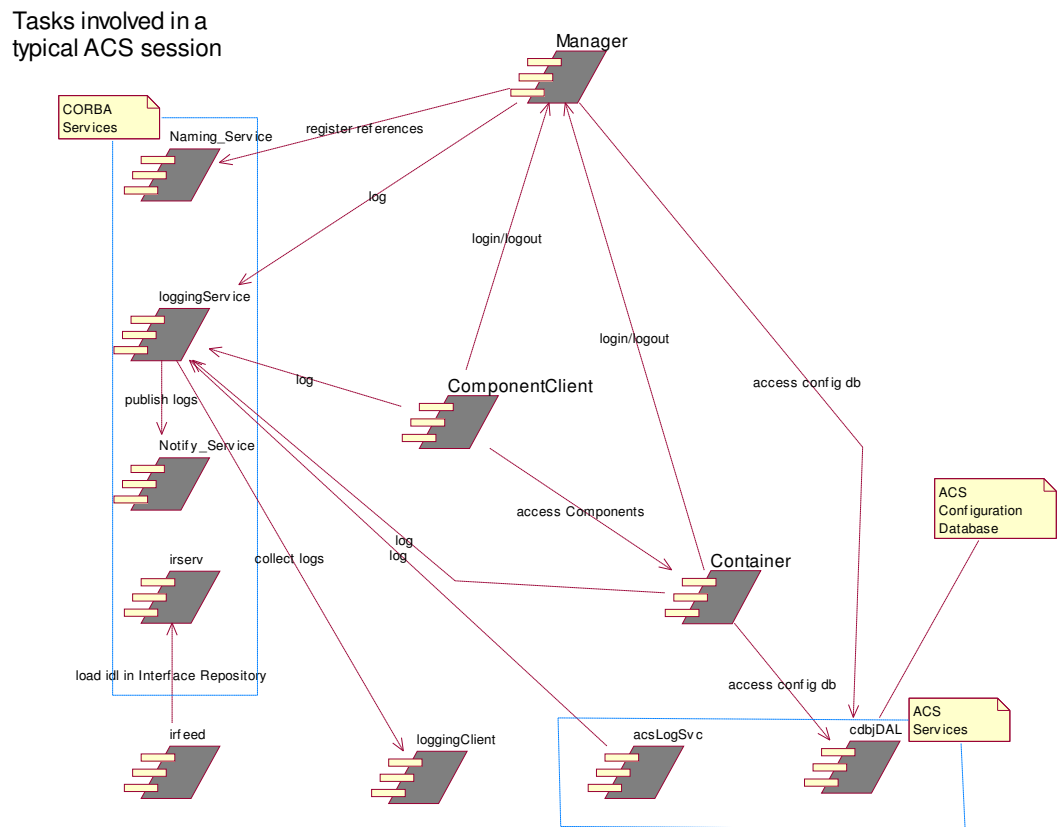 Tasks involved in a
typical ACS session
Manager
CORBA
Services
Naming_Service
register references
log
login/logout
loggingService
login/logout
access config db
log
ComponentClient
publish logs
Notify_Service
access Components
ACS
Configuration
Database
log
log
collect logs
irserv
Container
load idl in Interface Repository
access config db
ACS
Services
irfeed
loggingClient
acsLogSvc
cdbjDAL